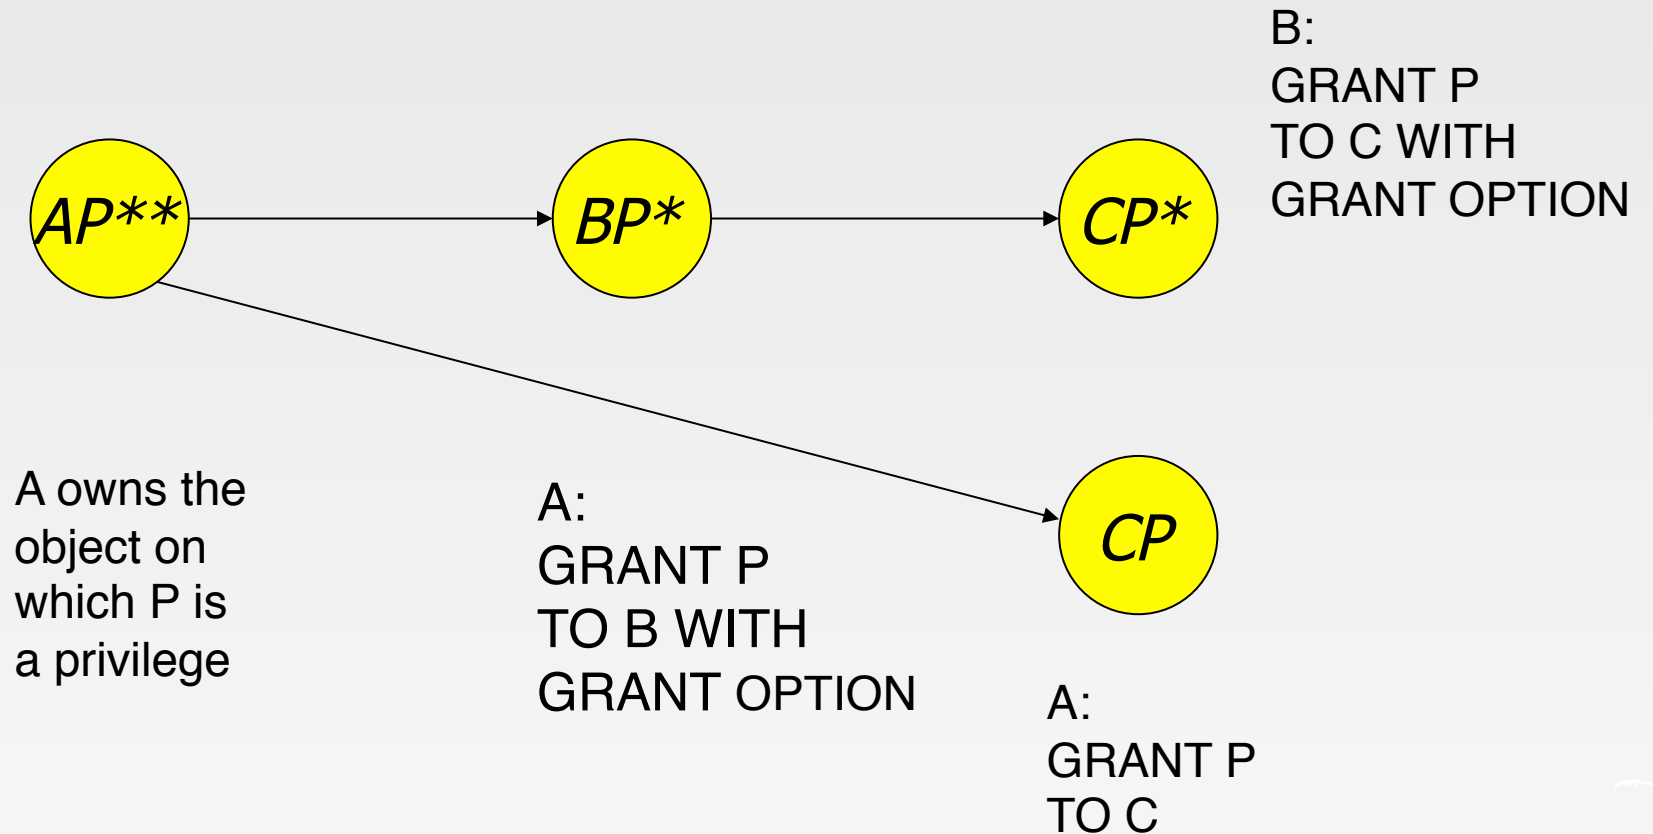 B:
GRANT P
TO C WITH
GRANT OPTION
AP**
BP*
CP*
A owns the
object on
which P is
a privilege
A:
GRANT P
TO B WITH
GRANT OPTION
CP
A:
GRANT P
TO C